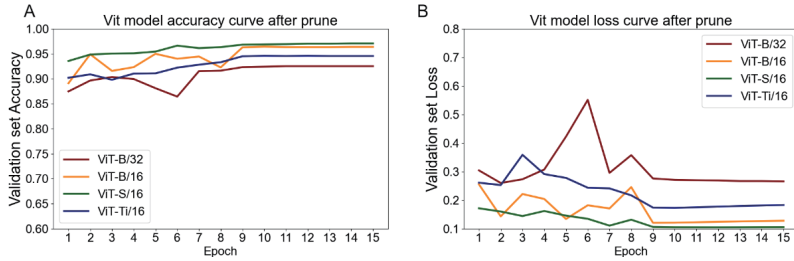 A
Vit model accuracy curve after prune
Validation set Accuracy
1.00
0.95
0.90
0.85
0.80
0.75
0.70
0.65
0.60
ViT-B/32
ViT-B/16
ViT-S/16
ViT-Ti/16
1 2 3 4 5 6 7 8 9 10 11 12 13 14 15
Epoch
B
Vit model loss curve after prune
Validation set Loss
0.8
0.7
0.6
0.5
0.4
0.3
0.2
0.1
ViT-B/32
ViT-B/16
ViT-S/16
ViT-Ti/16
1 2 3 4 5 6 7 8 9 10 11 12 13 14 15
Epoch